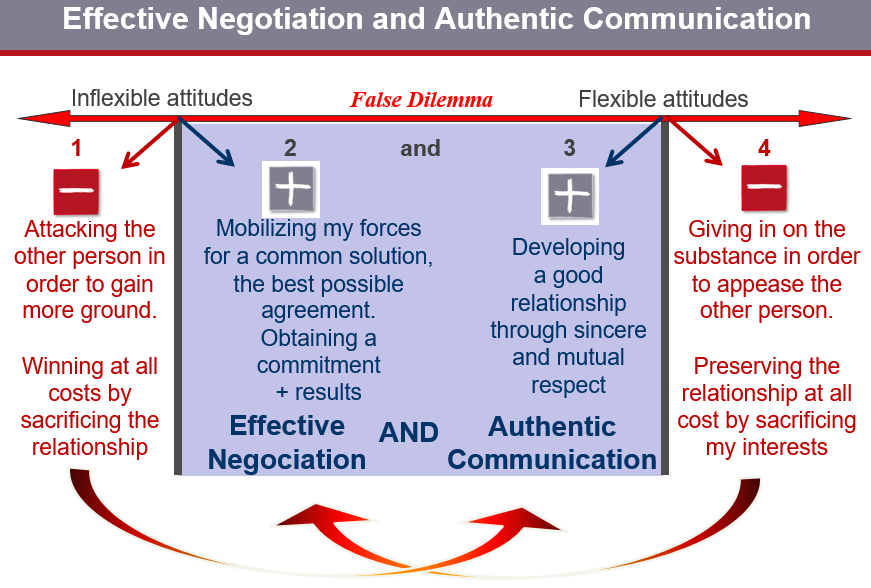 Effective Negotiation and Authentic Communication
Inflexible attitudes
False Dilemma
Flexible attitudes
1
2
and
3
4
Attacking the
other person in
order to gain
more ground.
Winning at all
costs by
sacrificing the
relationship
Mobilizing my forces
for a common solution,
the best possible
agreement.
Obtaining a
commitment
+ results
Effective
Negociation
AND
Developing
a good
relationship
through sincere
and mutual
respect
Authentic
Communication
Giving in on the
substance in order
to appease the
other person.
Preserving the
relationship at all
cost by sacrificing
my interests